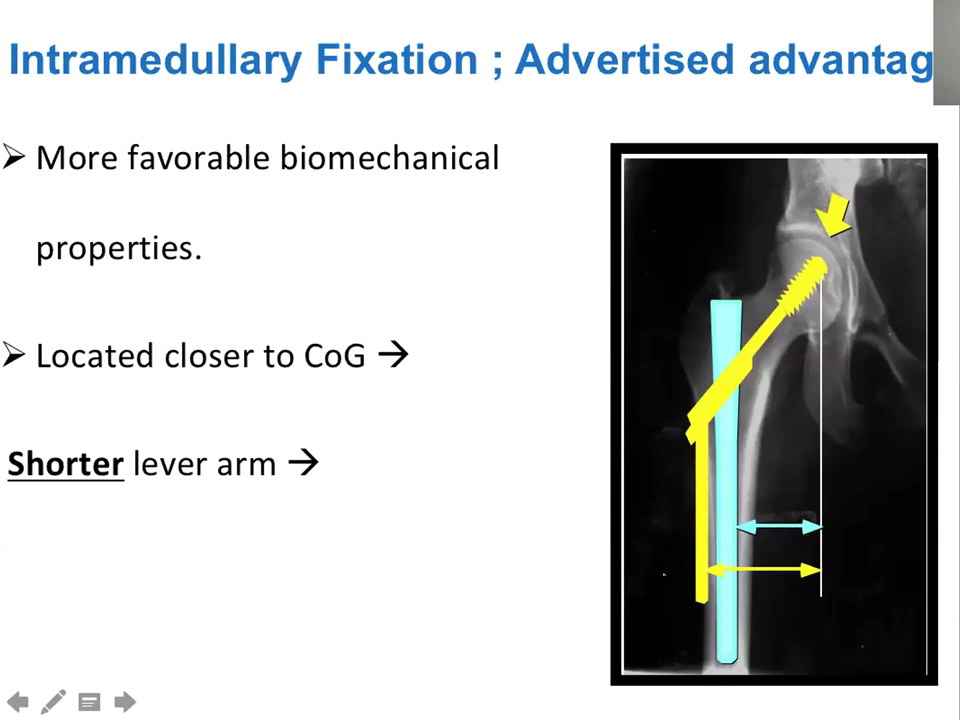 Intramedullary Fixation ; Advertised advantag
➢ More favorable biomechanical
properties.
➢ Located closer to CoG →
Shorter lever arm →